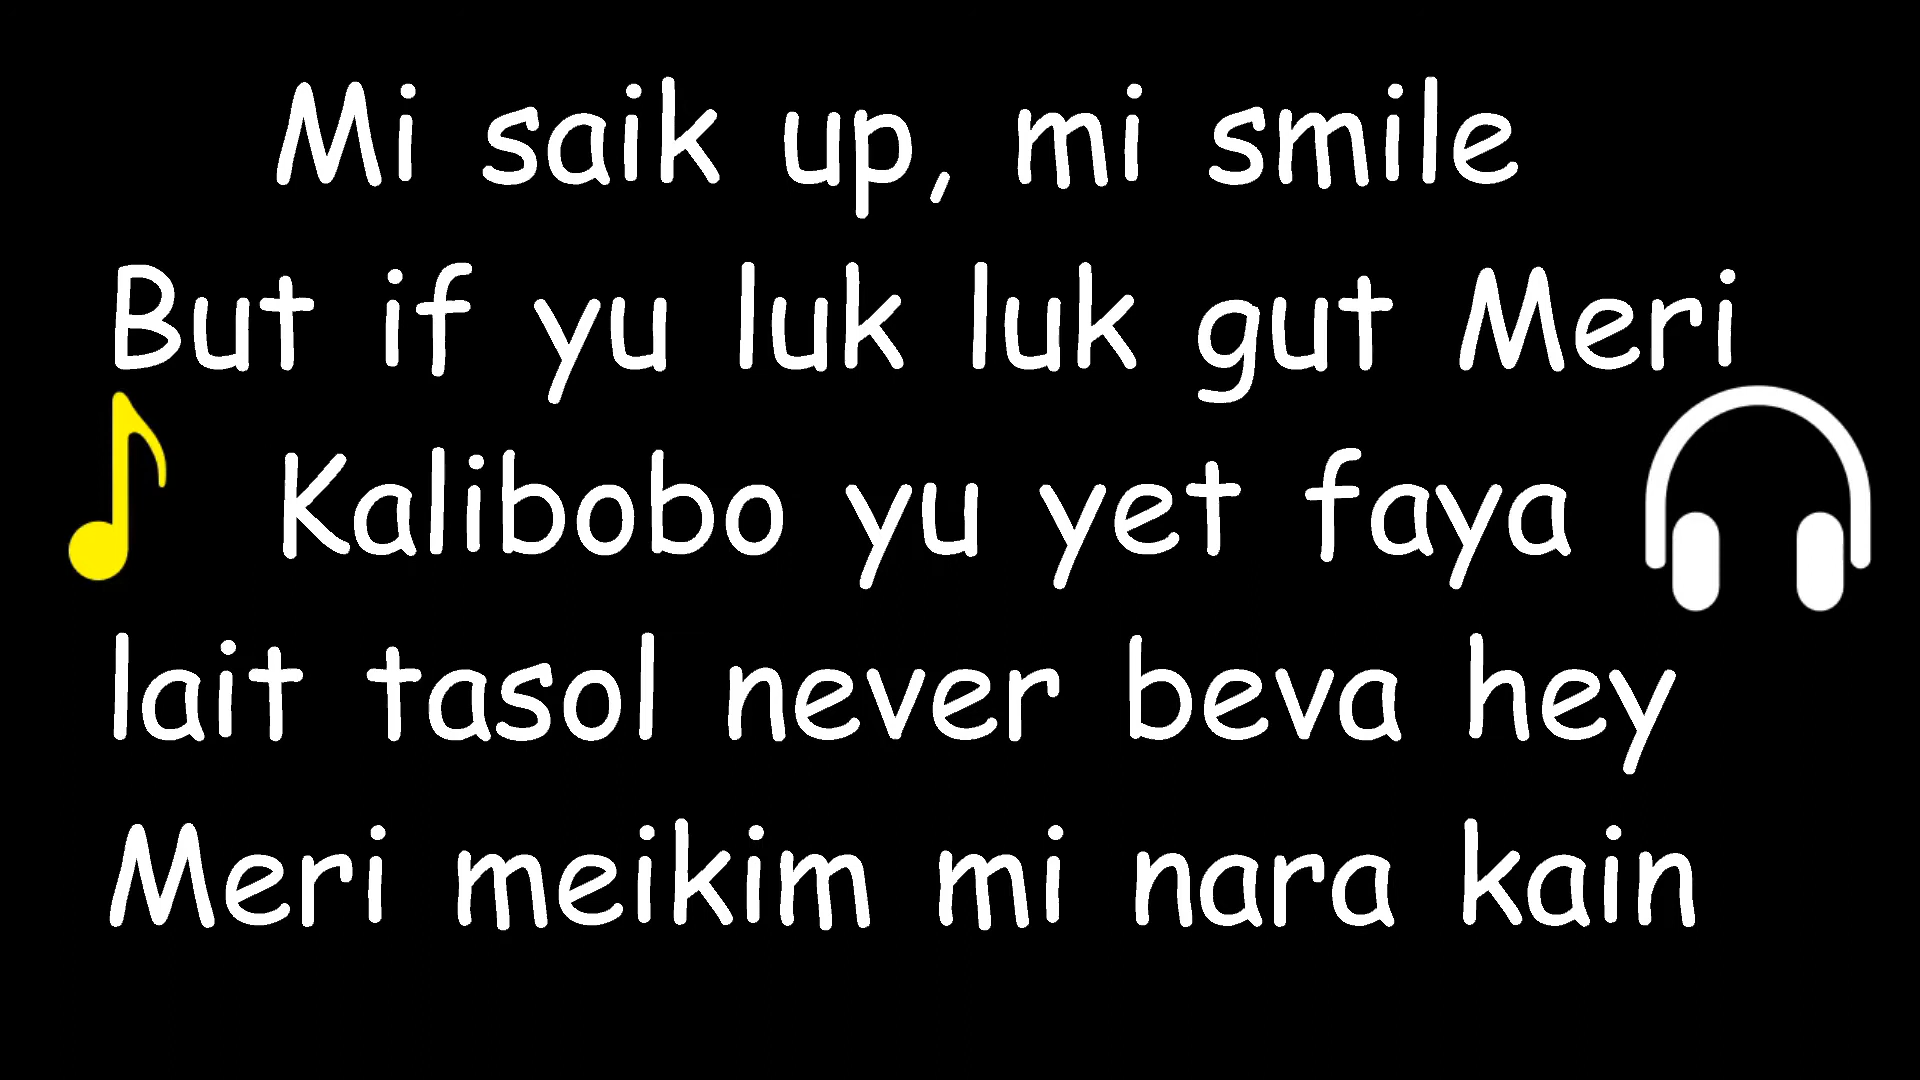 Mi saik up, mi smile
But if yu luk luk gut Meri
Kalibobo yu yet faya
lait tasol never beva hey
Meri meikim mi nara kain